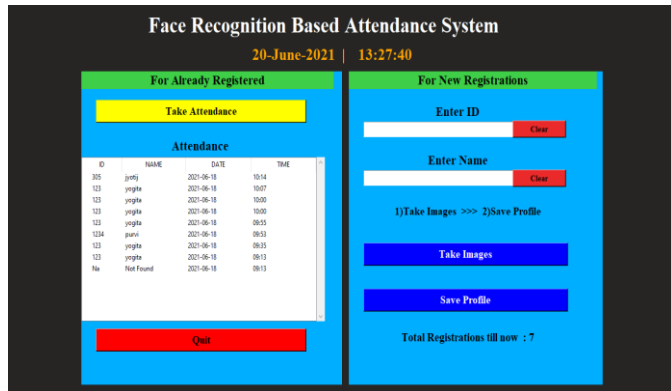 Face Recognition Based Attendance System
20-June-2021 | 13:27:40
For Already Registered
Take Attendance
Attendance
ID NAME DATE TIME
305 jyotij 2021-06-18 10:14
123 yogita 2021-06-18 10:07
123 yogita 2021-06-18 10:00
123 yogita 2021-06-18 10:00
123 yogita 2021-06-18 09:55
1234 purvi 2021-06-18 09:53
123 yogita 2021-06-18 09:35
123 yogita 2021-06-18 09:13
Na Not Found 2021-06-18 09:13
Quit
For New Registrations
Enter ID
Clear
Enter Name
Clear
1)Take Images >>> 2)Save Profile
Take Images
Save Profile
Total Registrations till now : 7